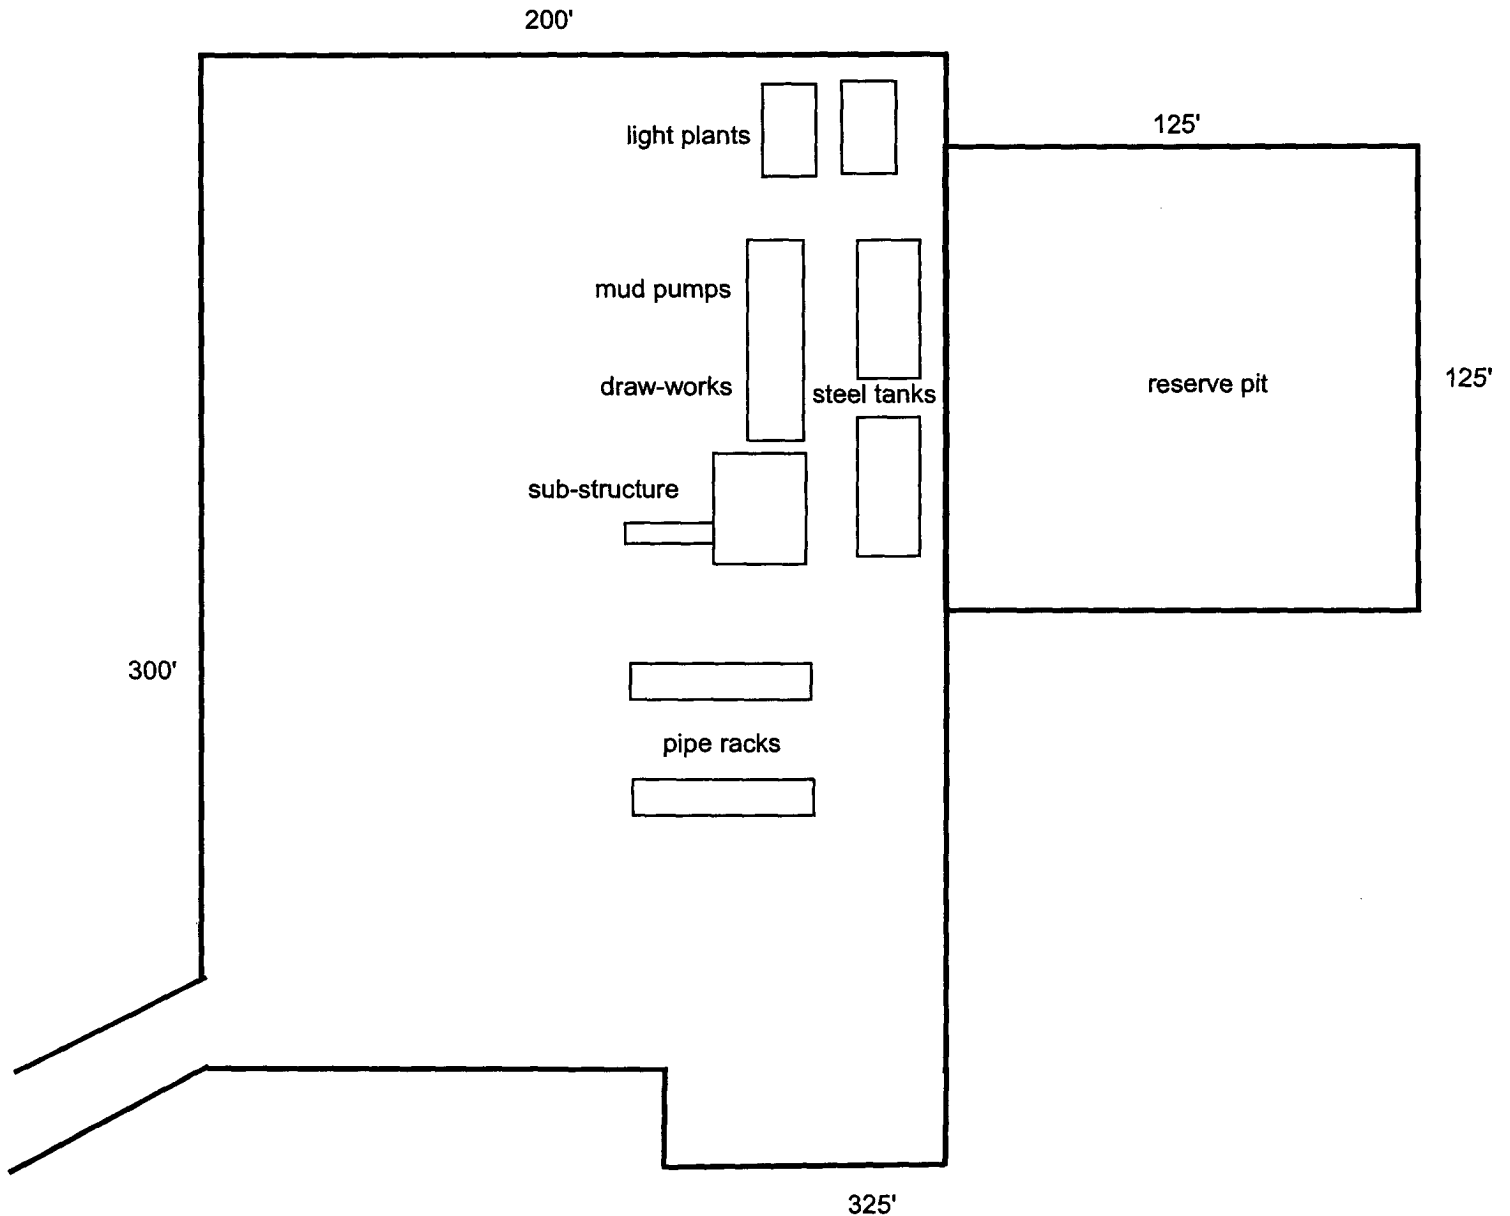 200'
125'
light plants
mud pumps
draw-works
steel tanks
reserve pit
125'
sub-structure
300'
pipe racks
325'